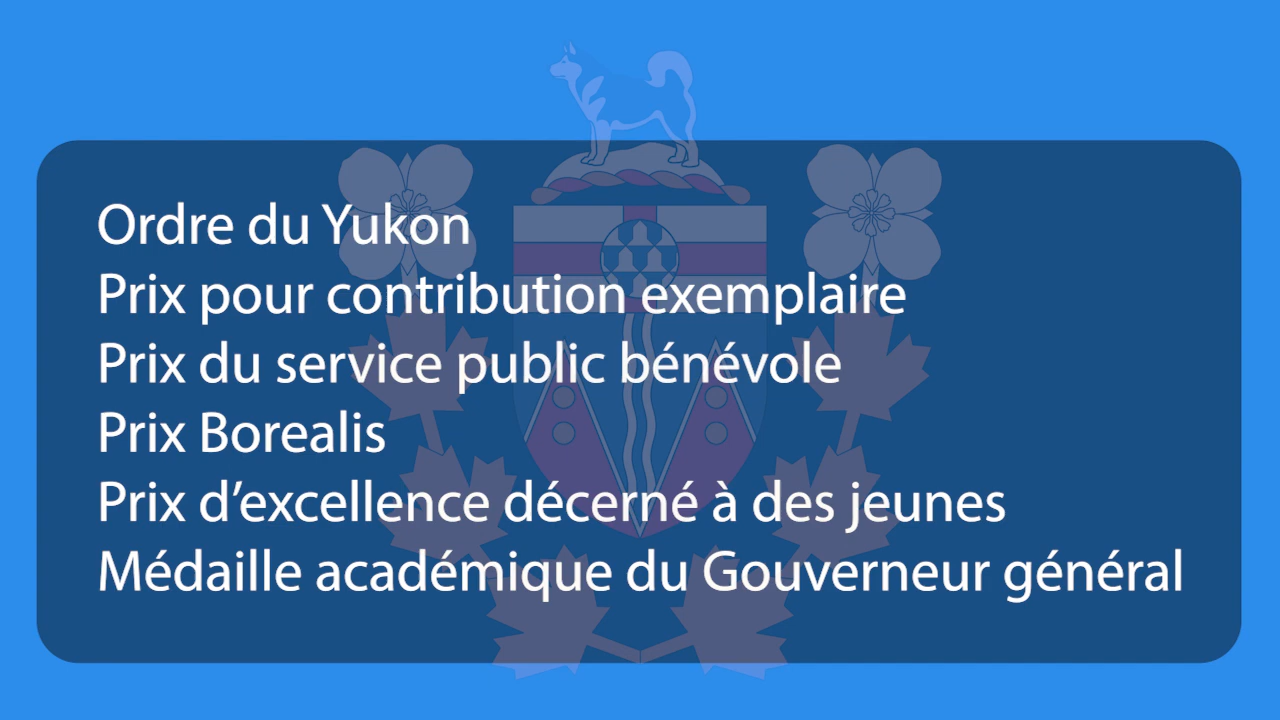 Ordre du Yukon
Prix pour contribution exemplaire
Prix du service public bénévole
Prix Borealis
Prix d’excellence décerné à des jeunes
Médaille académique du Gouverneur général